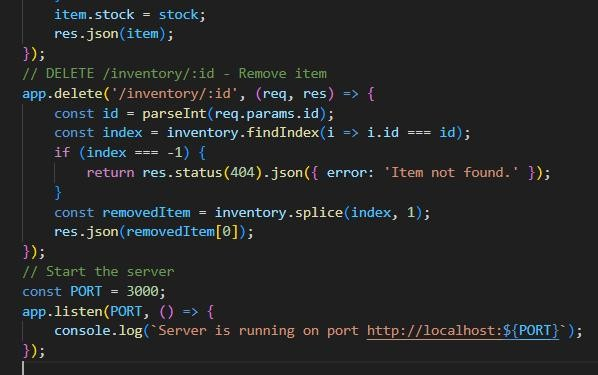 item.stock = stock;
    res.json(item);
});
// DELETE /inventory/:id - Remove item
app.delete('/inventory/:id', (req, res) => {
    const id = parseInt(req.params.id);
    const index = inventory.findIndex(i => i.id === id);
    if (index === -1) {
        return res.status(404).json({ error: 'Item not found.' });
    }
    const removedItem = inventory.splice(index, 1);
    res.json(removedItem[0]);
});
// Start the server
const PORT = 3000;
app.listen(PORT, () => {
    console.log(`Server is running on port http://localhost:${PORT}`);
});